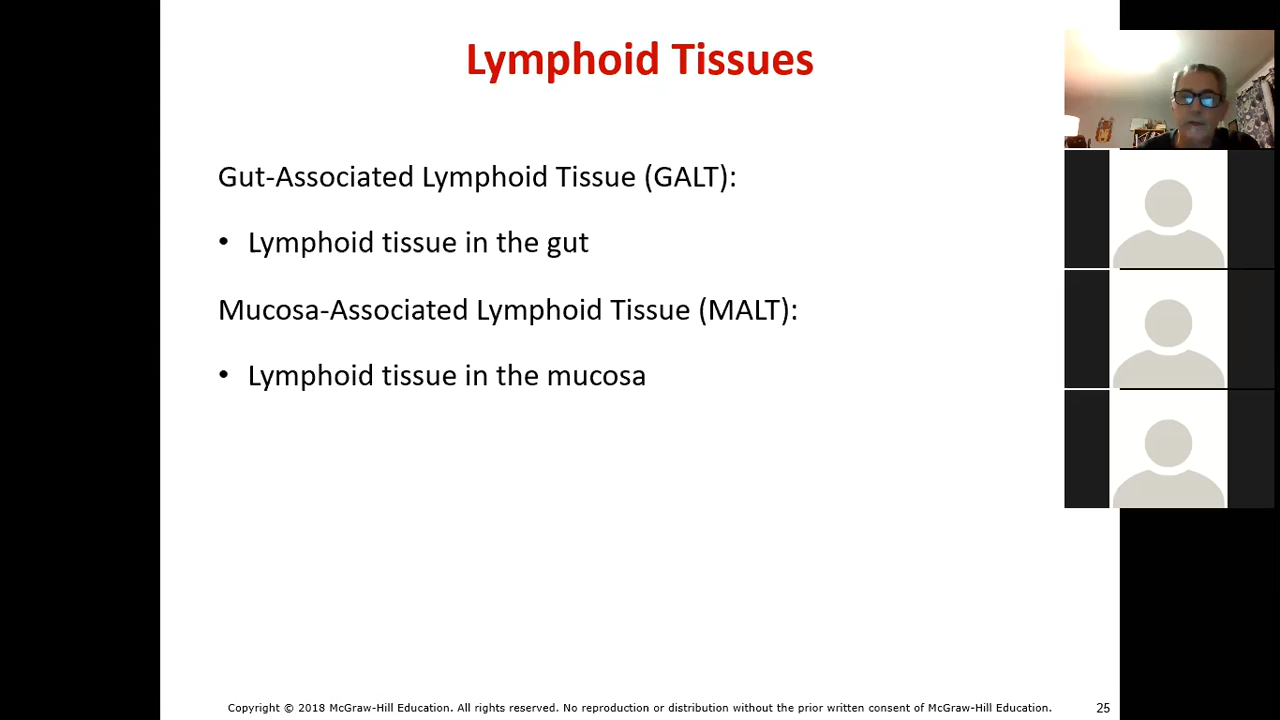 Lymphoid Tissues
Gut-Associated Lymphoid Tissue (GALT):
• Lymphoid tissue in the gut
Mucosa-Associated Lymphoid Tissue (MALT):
• Lymphoid tissue in the mucosa
Copyright © 2018 McGraw-Hill Education. All rights reserved. No reproduction or distribution without the prior written consent of McGraw-Hill Education.
25